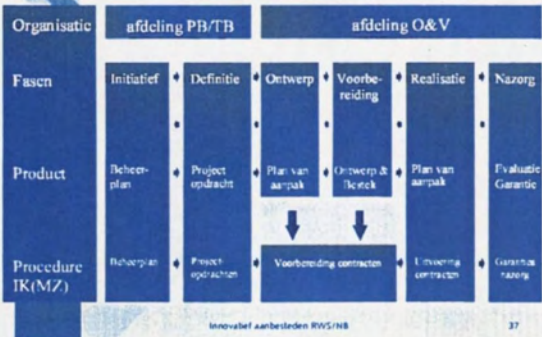 Organisatie afdeling PB/TB afdeling O&V
Fasen Initiatief Definitie Ontwerp Voorbe- Realisatie Nazorg
reiding
Product Beheer- Project Plan van Ontwerp & Plan van Evaluatie
plan opdracht aanpak Bestek aanpak Garantie
Procedure Beheerplan Project- Voorbereiding contracten Uitvoering Garanties
IK(MZ) opdrachten contracten nazorg
Innovatief aanbesteden RWS/NB 37